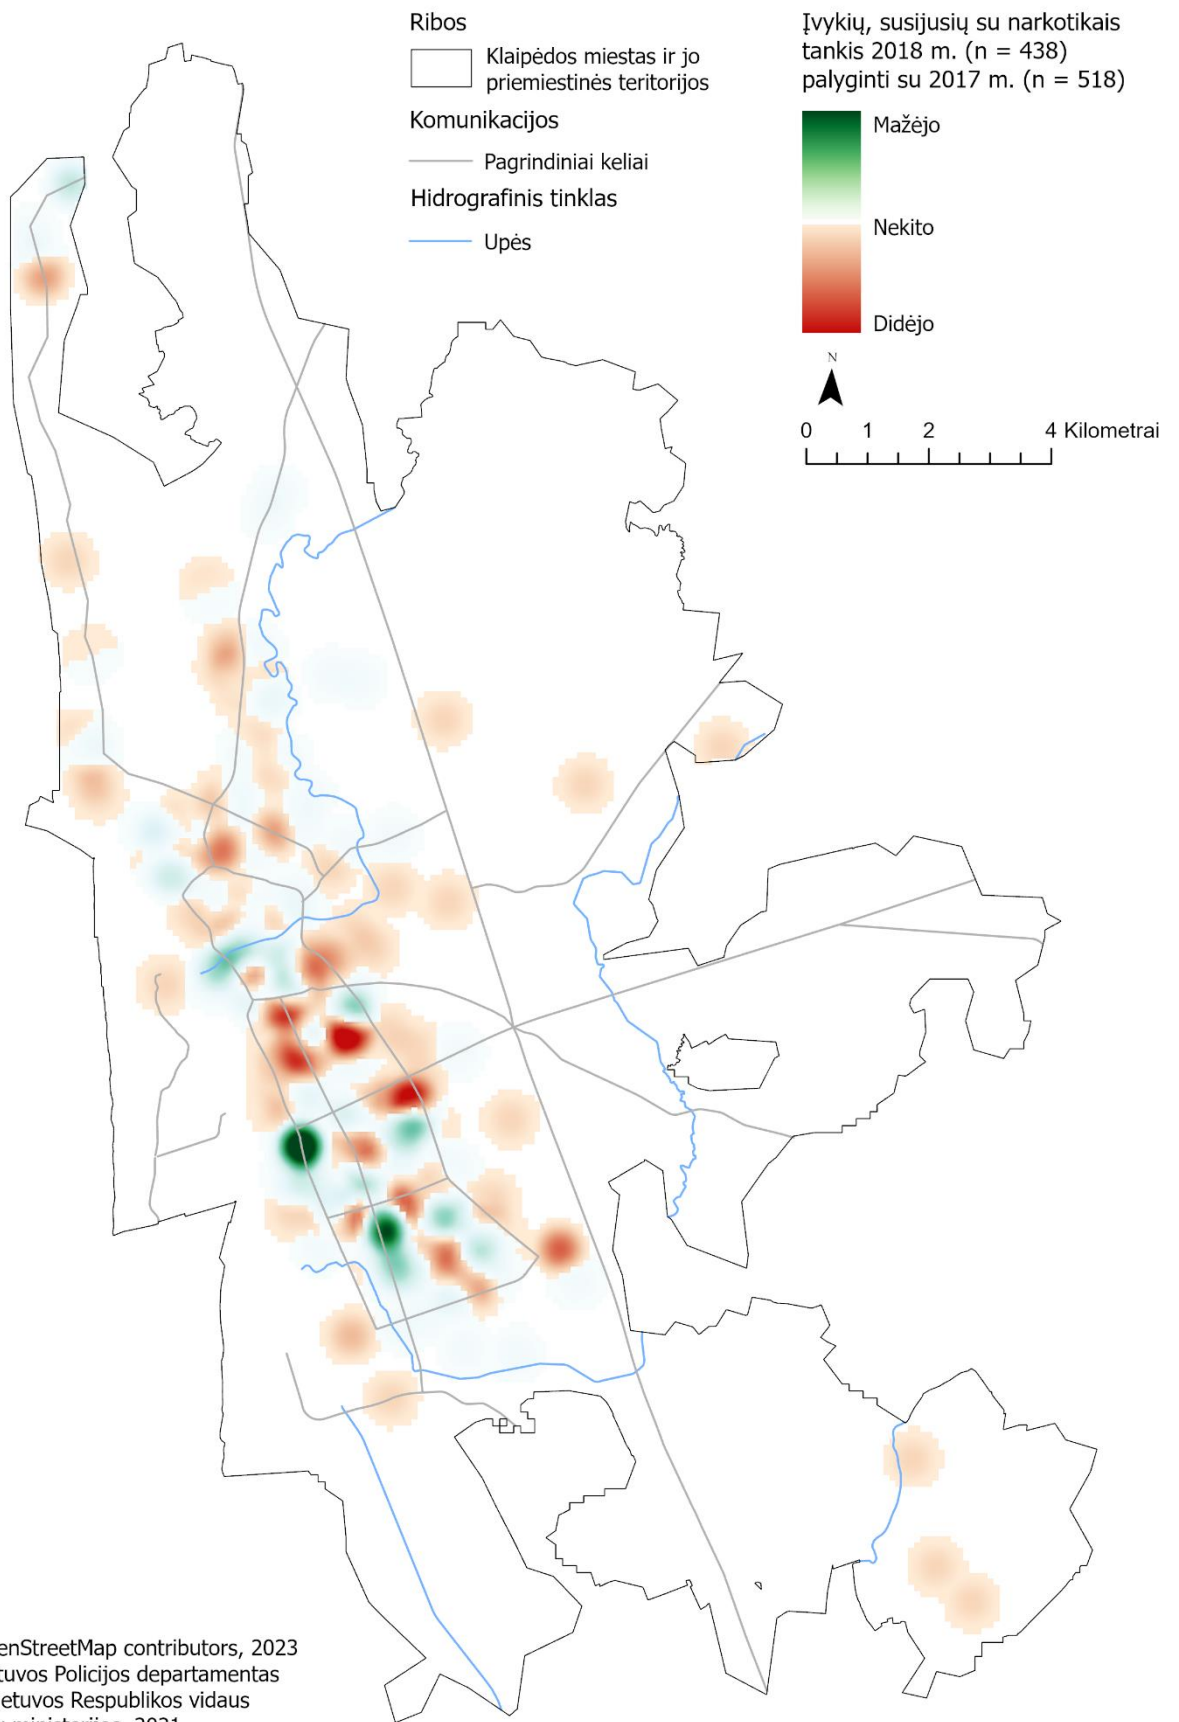 Ribos
Klaipėdos miestas ir jo
priemiestinės teritorijos
Komunikacijos
Pagrindiniai keliai
Hidrografinis tinklas
Upės
Įvykių, susijusių su narkotikais
tankis 2018 m. (n = 438)
palyginti su 2017 m. (n = 518)
Mažėjo
Nekito
Didėjo
N
0 1 2 4 Kilometrai
enStreetMap contributors, 2023
tuvos Policijos departamentas
ietuvos Respublikos vidaus